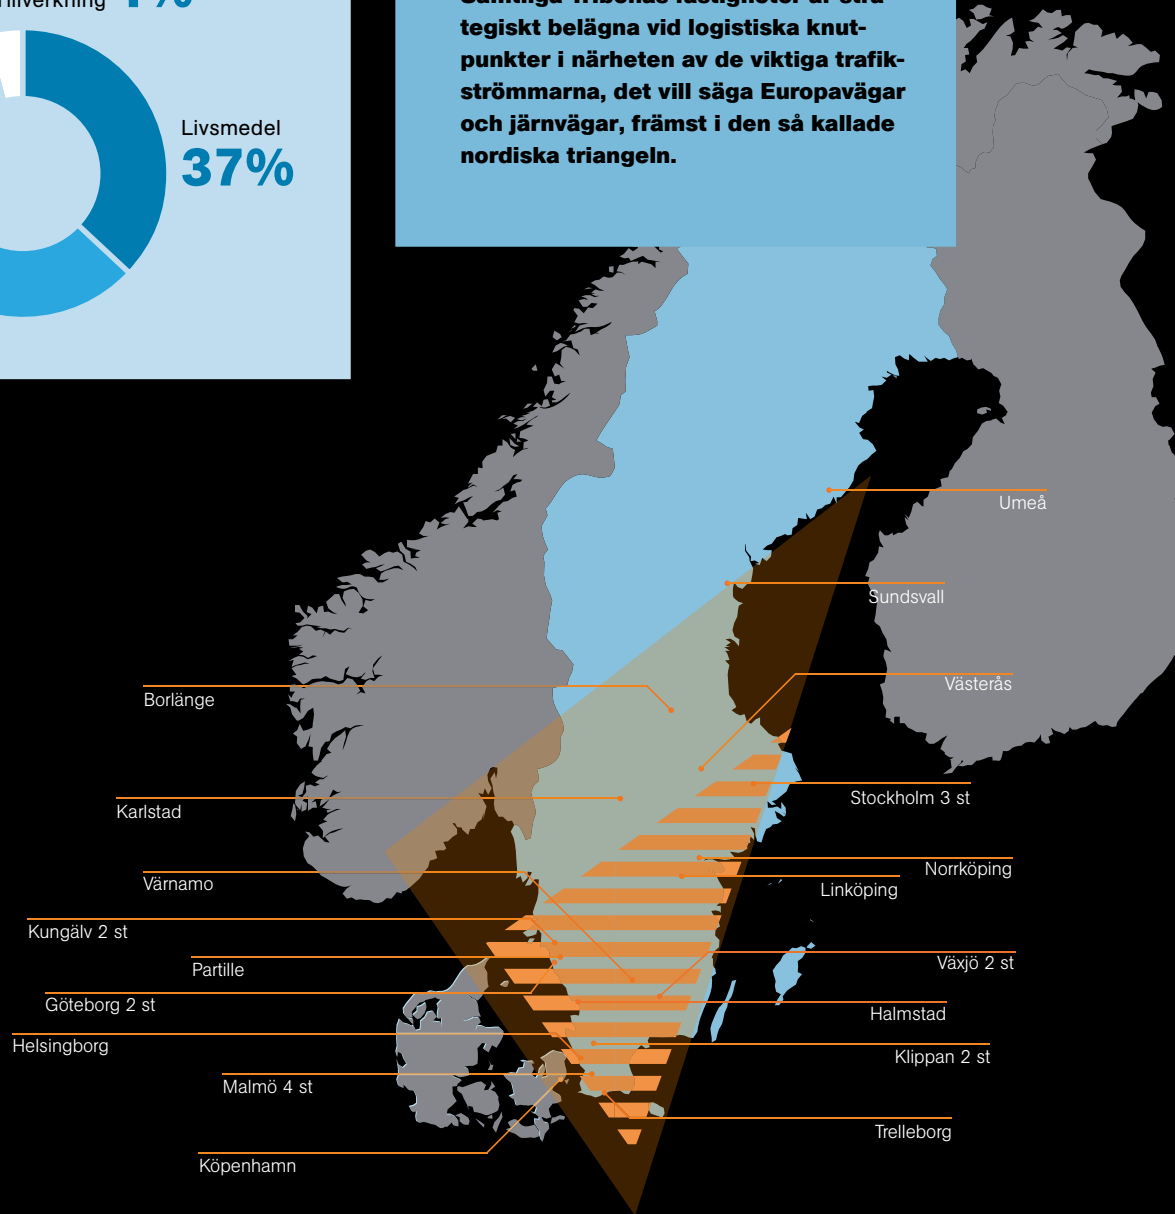 Tillverkning
Livsmedel
37%
tegiskt belägna vid logistiska knut-
punkter i närheten av de viktiga trafik-
strömmarna, det vill säga Europavägar
och järnvägar, främst i den så kallade
nordiska triangeln.
Umeå
Sundsvall
Borlänge
Västerås
Karlstad
Stockholm 3 st
Värnamo
Norrköping
Linköping
Kungälv 2 st
Partille
Växjö 2 st
Göteborg 2 st
Halmstad
Helsingborg
Klippan 2 st
Malmö 4 st
Trelleborg
Köpenhamn